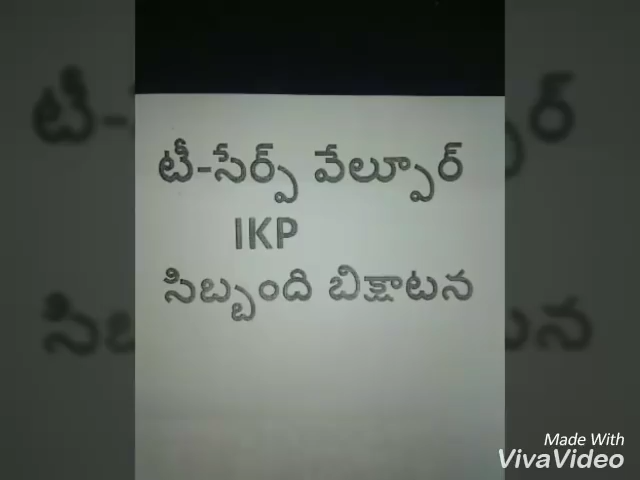 టీ-సేర్ప్ వేల్పూర్
IKP
సిబ్బంది బిక్షాటన
Made With
VivaVideo